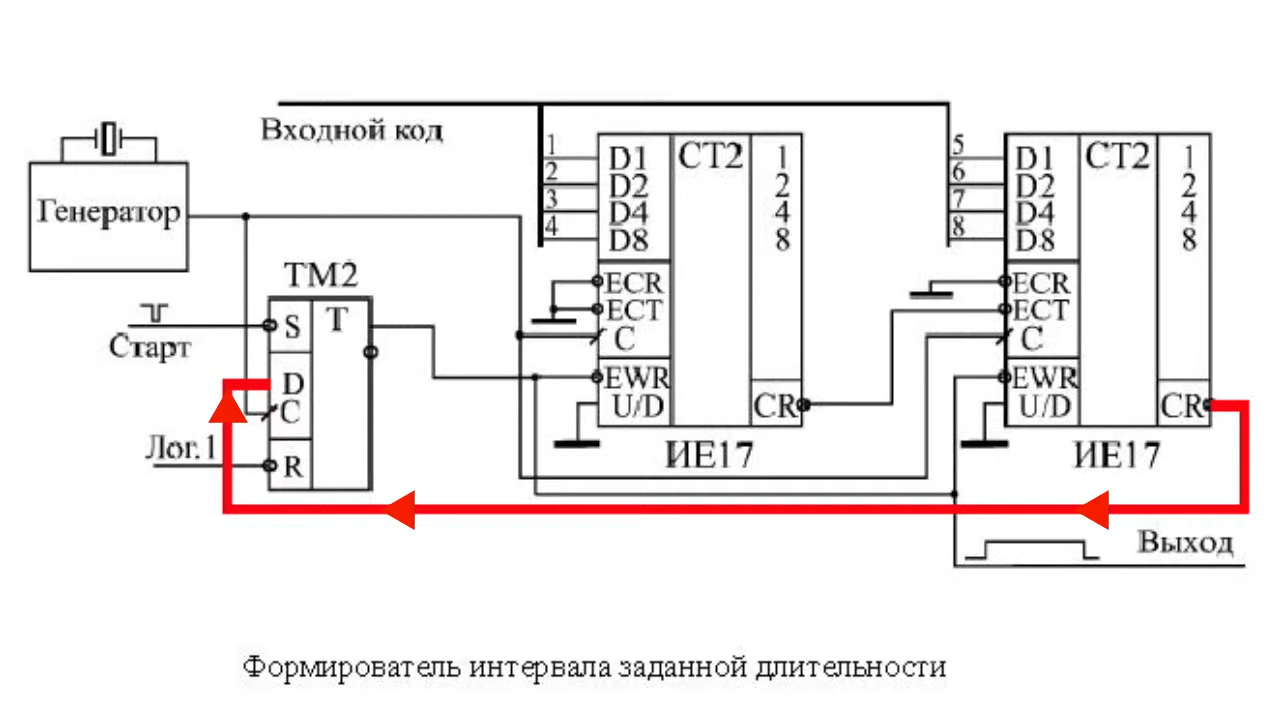 Входной код
Генератор
1
2
3
4
D1
D2
D4
D8
CT2
1
2
4
8
ECR
ECT
C
EWR
U/D
CR
ИЕ17
5
6
7
8
D1
D2
D4
D8
CT2
1
2
4
8
ECR
ECT
C
EWR
U/D
CR
ИЕ17
ТМ2
Старт
S
T
D
C
Лог.1
R
Выход
Формирователь интервала заданной длительности